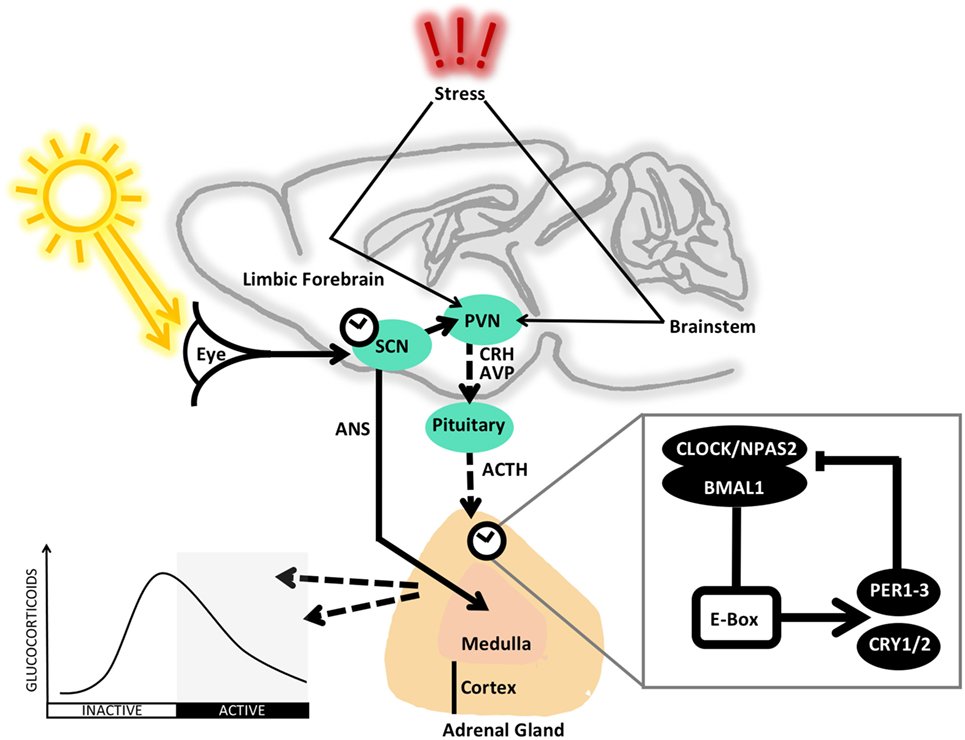 !!!
Stress
Limbic Forebrain
Eye
SCN
PVN
Brainstem
CRH
AVP
Pituitary
ANS
ACTH
CLOCK/NPAS2
BMAL1
E-Box
PER1-3
CRY1/2
Medulla
Cortex
Adrenal Gland
GLUCOCORTICOIDS
INACTIVE
ACTIVE